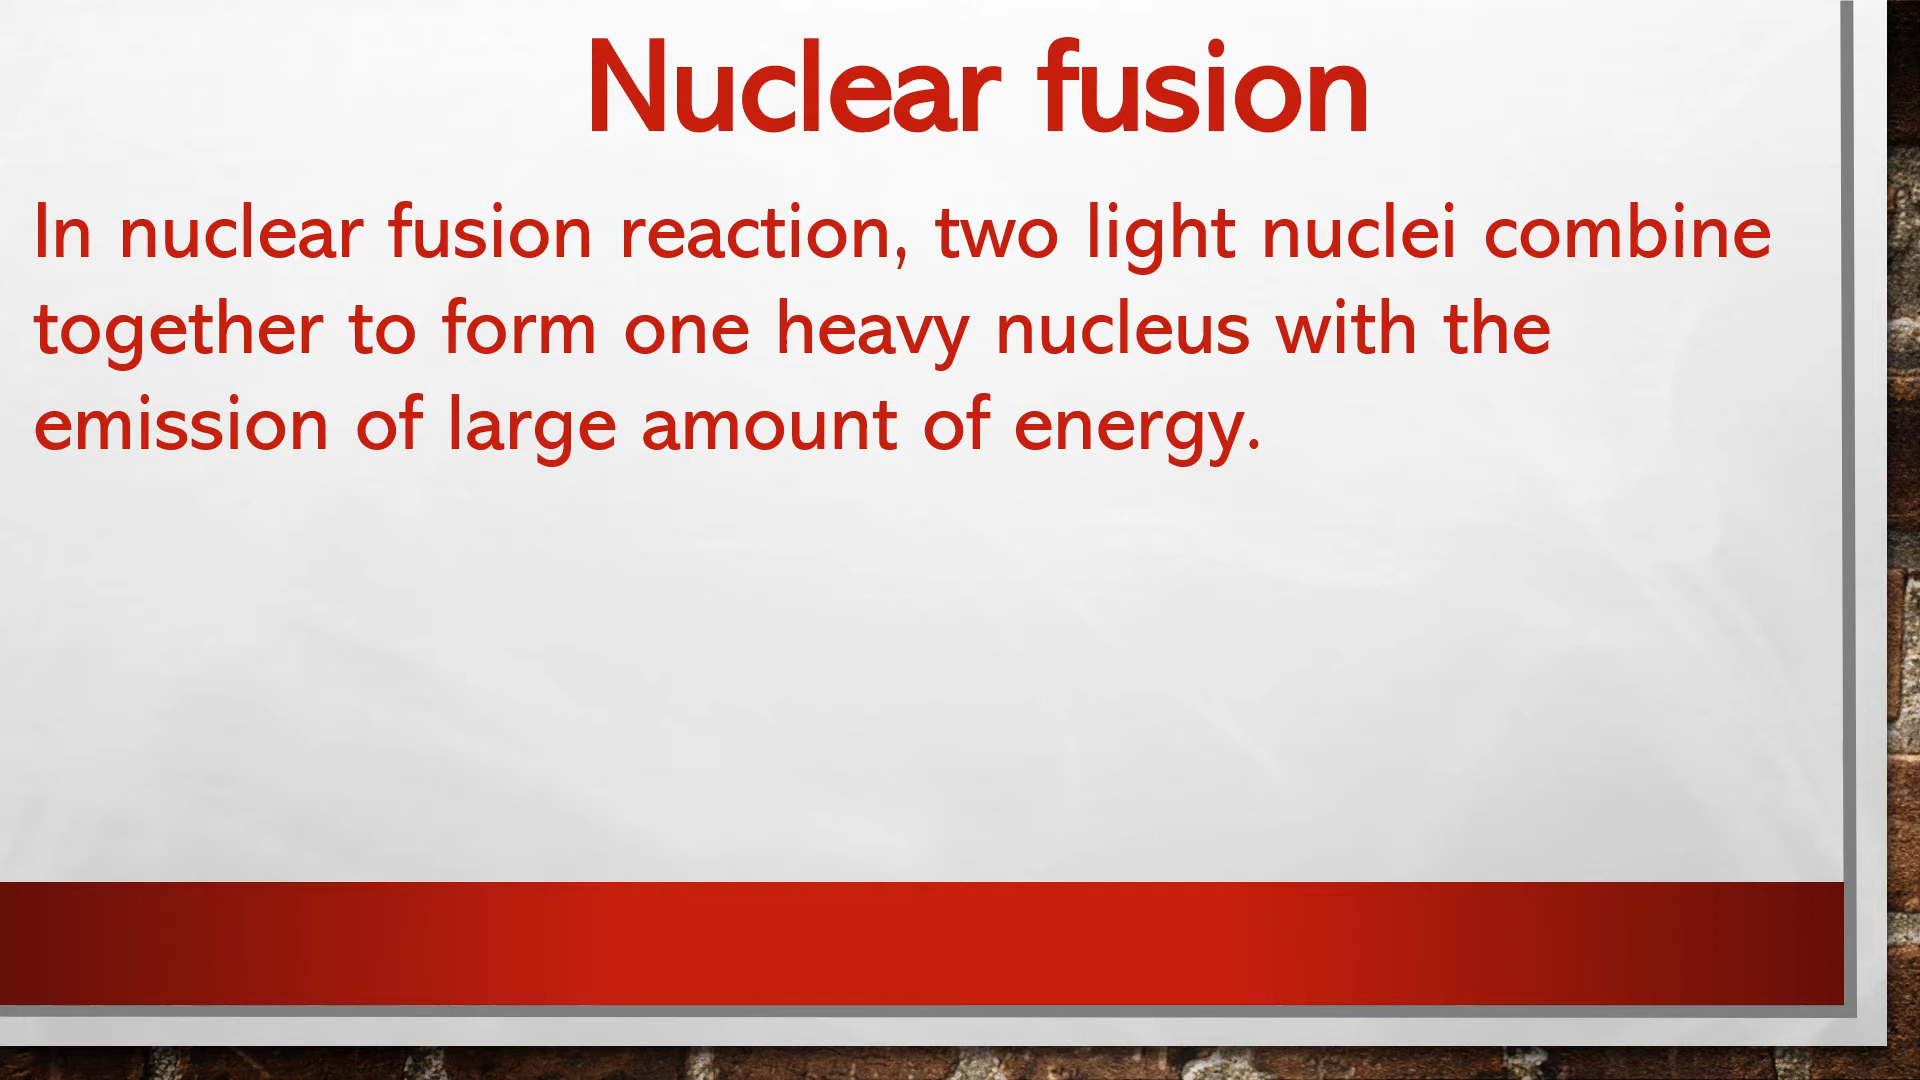 Nuclear fusion
In nuclear fusion reaction, two light nuclei combine
together to form one heavy nucleus with the
emission of large amount of energy.